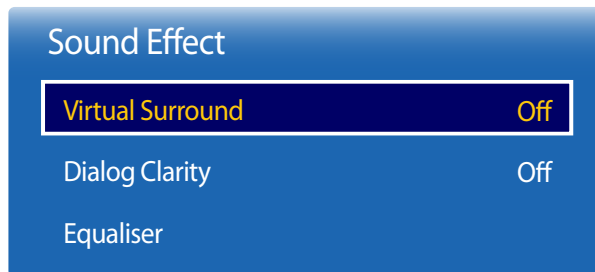 Sound Effect
Virtual Surround Off
Dialog Clarity Off
Equaliser